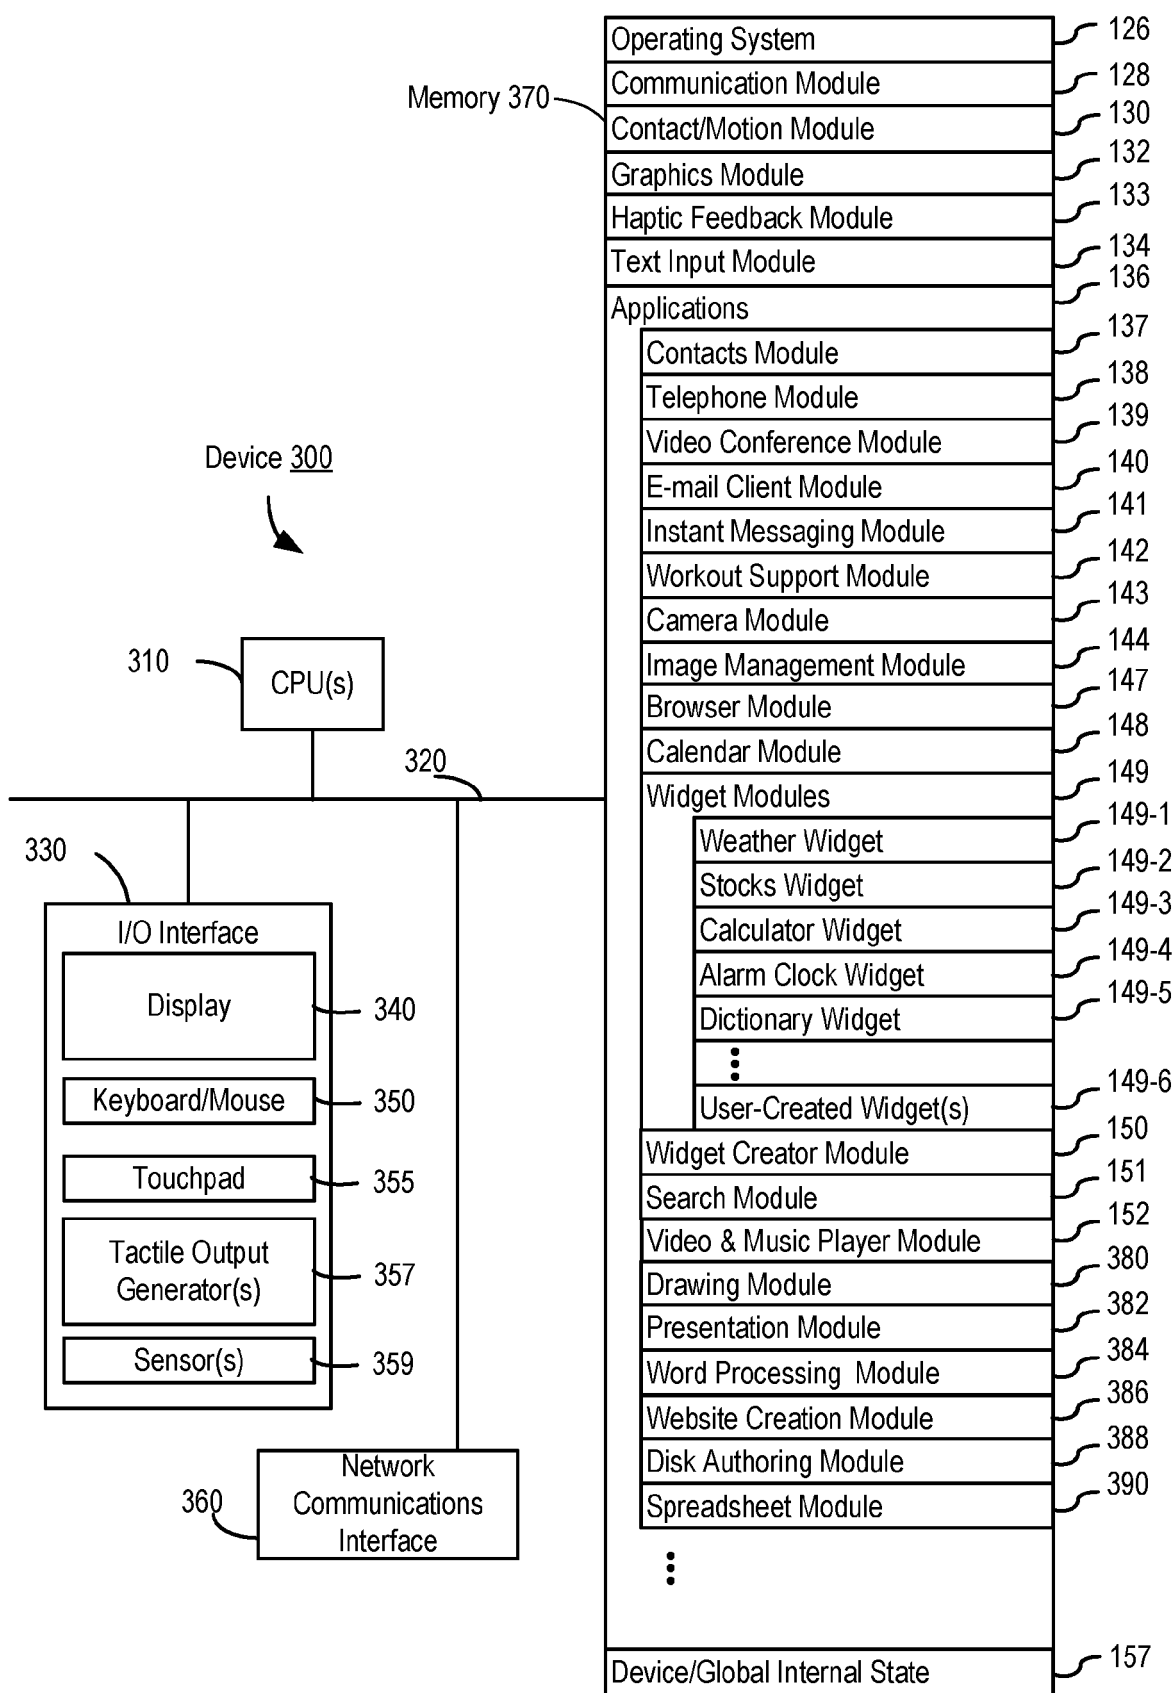 Operating System 126
Communication Module 128
Memory 370
Contact/Motion Module 130
Graphics Module 132
Haptic Feedback Module 133
Text Input Module 134
Applications 136
Contacts Module 137
Telephone Module 138
Video Conference Module 139
E-mail Client Module 140
Instant Messaging Module 141
Workout Support Module 142
Camera Module 143
Image Management Module 144
Browser Module 147
Calendar Module 148
Widget Modules 149
Weather Widget 149-1
Stocks Widget 149-2
Calculator Widget 149-3
Alarm Clock Widget 149-4
Dictionary Widget 149-5
User-Created Widget(s) 149-6
Widget Creator Module 150
Search Module 151
Video & Music Player Module 152
Drawing Module 380
Presentation Module 382
Word Processing Module 384
Website Creation Module 386
Disk Authoring Module 388
Spreadsheet Module 390
Device/Global Internal State 157
Device 300
310
CPU(s)
320
330
I/O Interface
Display 340
Keyboard/Mouse 350
Touchpad 355
Tactile Output
Generator(s) 357
Sensor(s) 359
360
Network
Communications
Interface